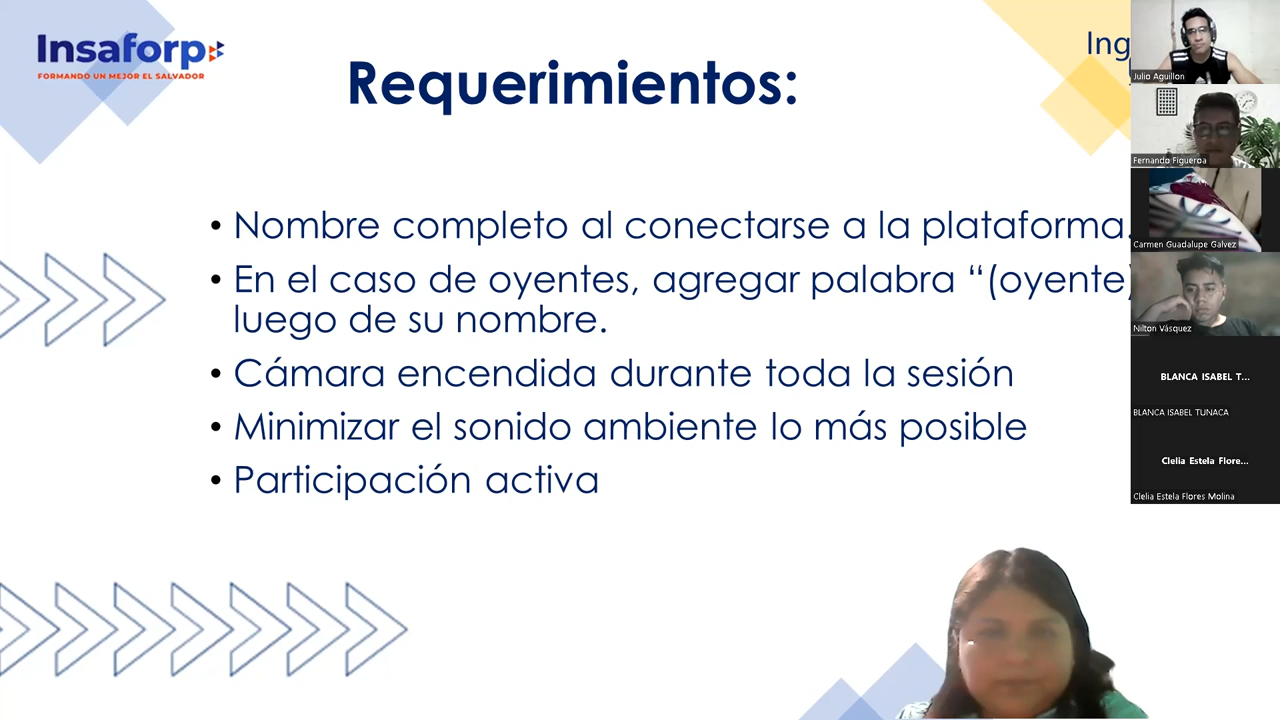 Insaforp
FORMANDO UN MEJOR EL SALVADOR
Requerimientos:
Ing
• Nombre completo al conectarse a la plataforma.
• En el caso de oyentes, agregar palabra “(oyente)
luego de su nombre.
• Cámara encendida durante toda la sesión
• Minimizar el sonido ambiente lo más posible
• Participación activa
Julio Aguillon
Fernando Figueroa
Carmen Guadalupe Galvez
Nilton Vásquez
BLANCA ISABEL T...
BLANCA ISABEL TUNACA
Clelia Estela Flore...
Clelia Estela Flores Molina